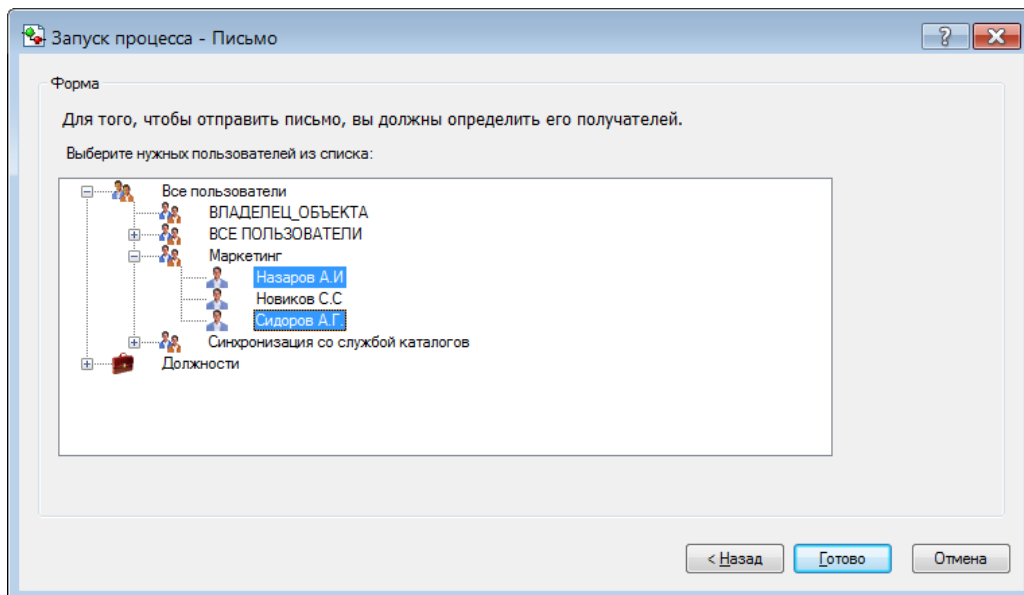 Запуск процесса - Письмо
Форма
Для того, чтобы отправить письмо, вы должны определить его получателей.
Выберите нужных пользователей из списка:
Все пользователи
ВЛАДЕЛЕЦ_ОБЪЕКТА
ВСЕ ПОЛЬЗОВАТЕЛИ
Маркетинг
Назаров А.И
Новиков С.С
Сидоров А.Г.
Синхронизация со службой каталогов
Должности
< Назад Готово Отмена